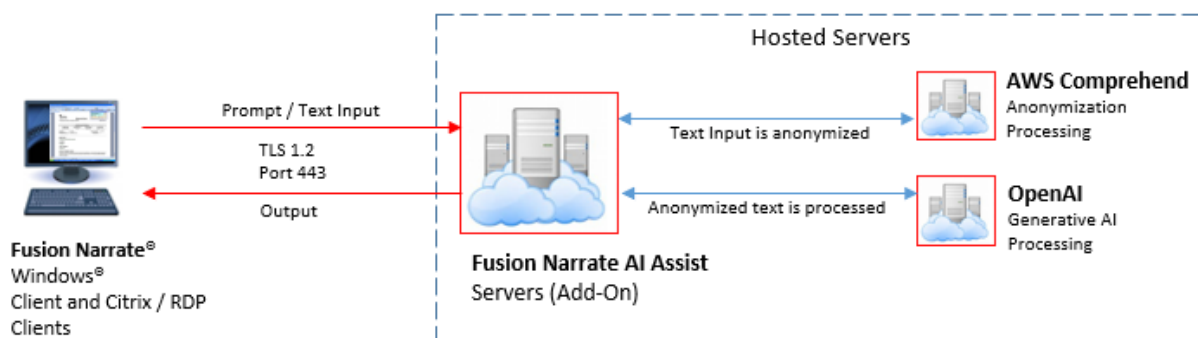 Hosted Servers
Prompt / Text Input
TLS 1.2
Port 443
Output
Fusion Narrate®
Windows®
Client and Citrix / RDP
Clients
Fusion Narrate AI Assist
Servers (Add-On)
Text Input is anonymized
Anonymized text is processed
AWS Comprehend
Anonymization
Processing
OpenAI
Generative AI
Processing